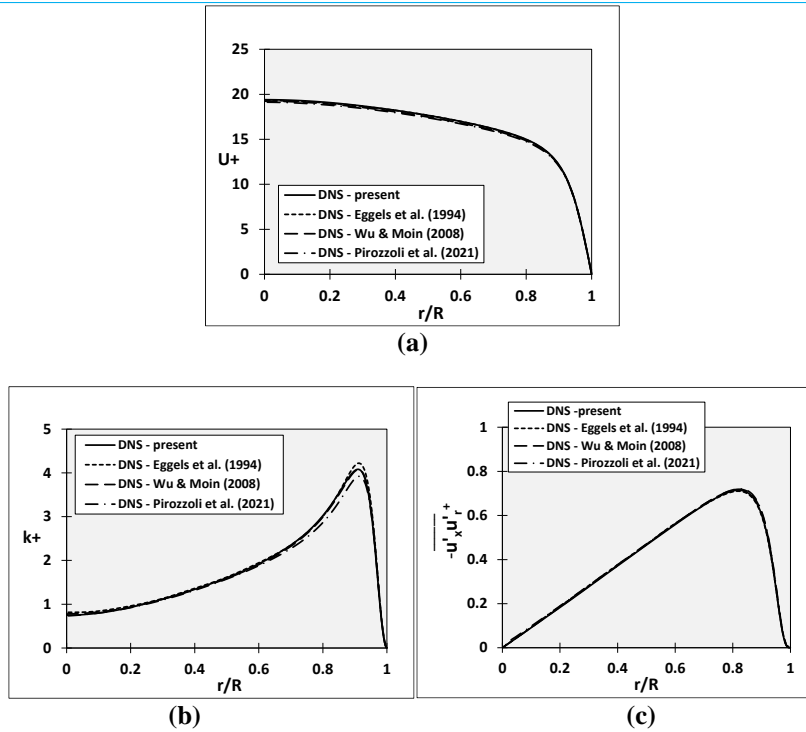 25
20
15
10
5
0
U+
DNS - present
DNS - Eggels et al. (1994)
DNS - Wu & Moin (2008)
DNS - Pirozzoli et al. (2021)
0 0.2 0.4 0.6 0.8 1
r/R
(a)
5
4
3
2
1
0
k+
DNS - present
DNS - Eggels et al. (1994)
DNS - Wu & Moin (2008)
DNS - Pirozzoli et al. (2021)
0 0.2 0.4 0.6 0.8 1
r/R
(b)
1
0.8
0.6
0.4
0.2
0
-u'ₓu'ᵣ⁺
DNS - present
DNS - Eggels et al. (1994)
DNS - Wu & Moin (2008)
DNS - Pirozzoli et al. (2021)
0 0.2 0.4 0.6 0.8 1
r/R
(c)